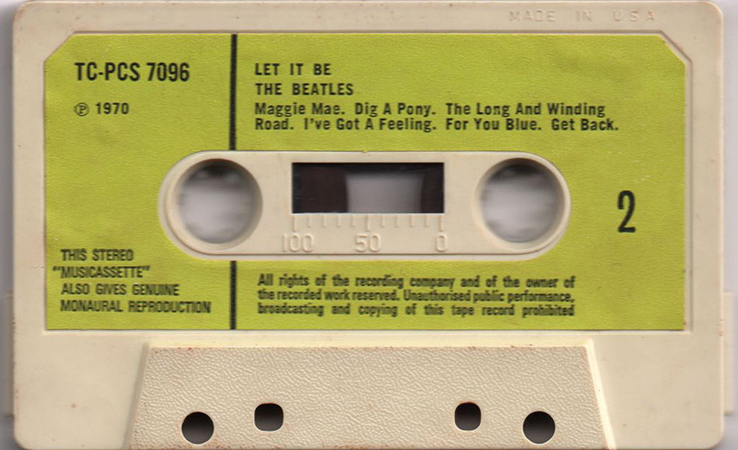 MADE IN U.S.A
TC-PCS 7096
Ⓟ 1970
LET IT BE
THE BEATLES
Maggie Mae. Dig A Pony. The Long And Winding
Road. I've Got A Feeling. For You Blue. Get Back.
2
100 50 0
THIS STEREO
"MUSICASSETTE"
ALSO GIVES GENUINE
MONAURAL REPRODUCTION
All rights of the recording company and of the owner of
the recorded work reserved. Unauthorised public performance,
broadcasting and copying of this tape record prohibited